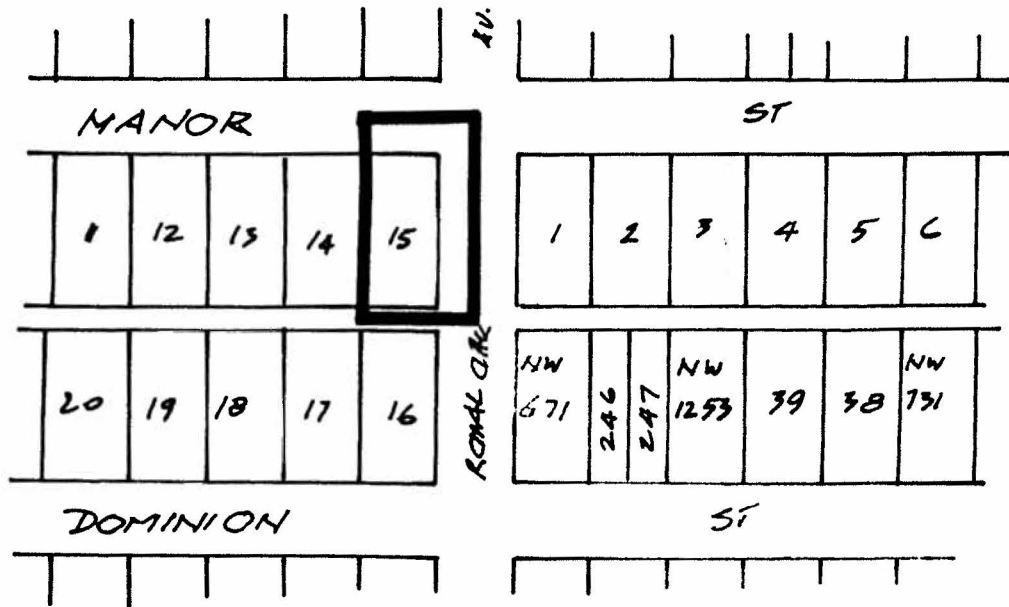 AV.
MANOR ST
1 12 13 14 15 1 2 3 4 5 6
ROYAL OAK
NW NW NW
20 19 18 17 16 671 246 247 1253 39 38 731
DOMINION ST